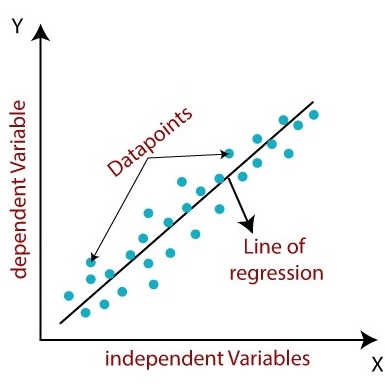 Y
dependent Variable
Datapoints
Line of
regression
independent Variables
X